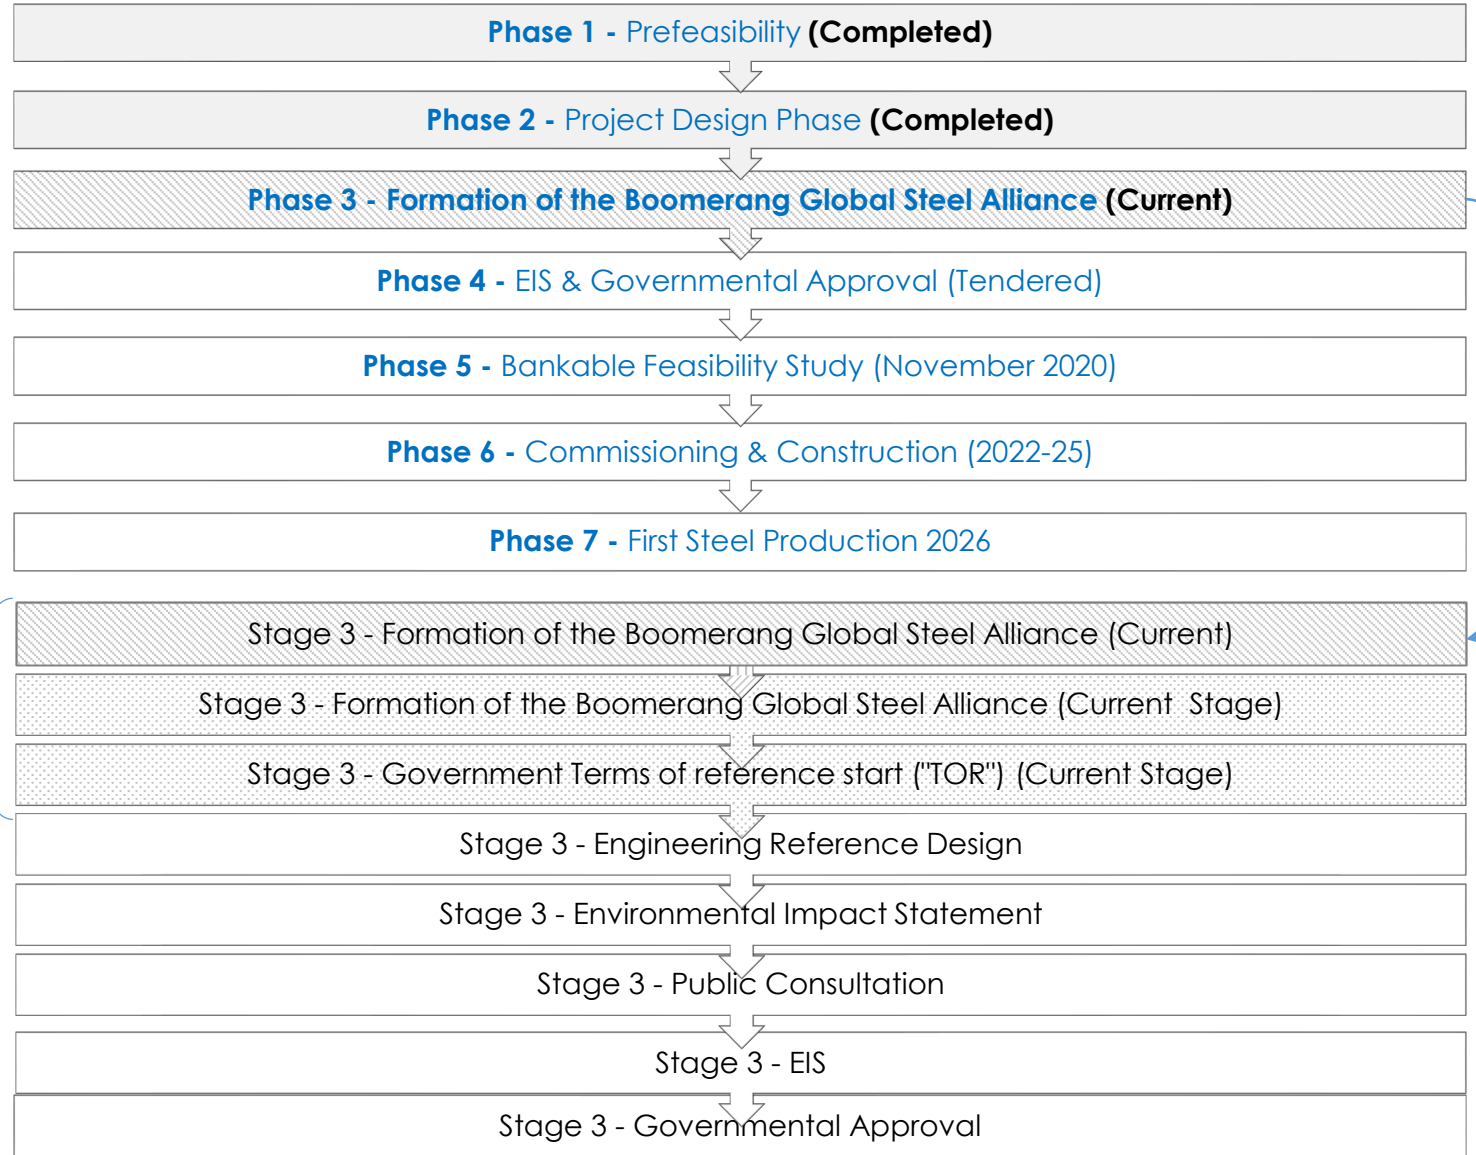 Phase 1 - Prefeasibility (Completed)
Phase 2 - Project Design Phase (Completed)
Phase 3 - Formation of the Boomerang Global Steel Alliance (Current)
Phase 4 - EIS & Governmental Approval (Tendered)
Phase 5 - Bankable Feasibility Study (November 2020)
Phase 6 - Commissioning & Construction (2022-25)
Phase 7 - First Steel Production 2026
Stage 3 - Formation of the Boomerang Global Steel Alliance (Current)
Stage 3 - Formation of the Boomerang Global Steel Alliance (Current Stage)
Stage 3 - Government Terms of reference start ("TOR") (Current Stage)
Stage 3 - Engineering Reference Design
Stage 3 - Environmental Impact Statement
Stage 3 - Public Consultation
Stage 3 - EIS
Stage 3 - Governmental Approval